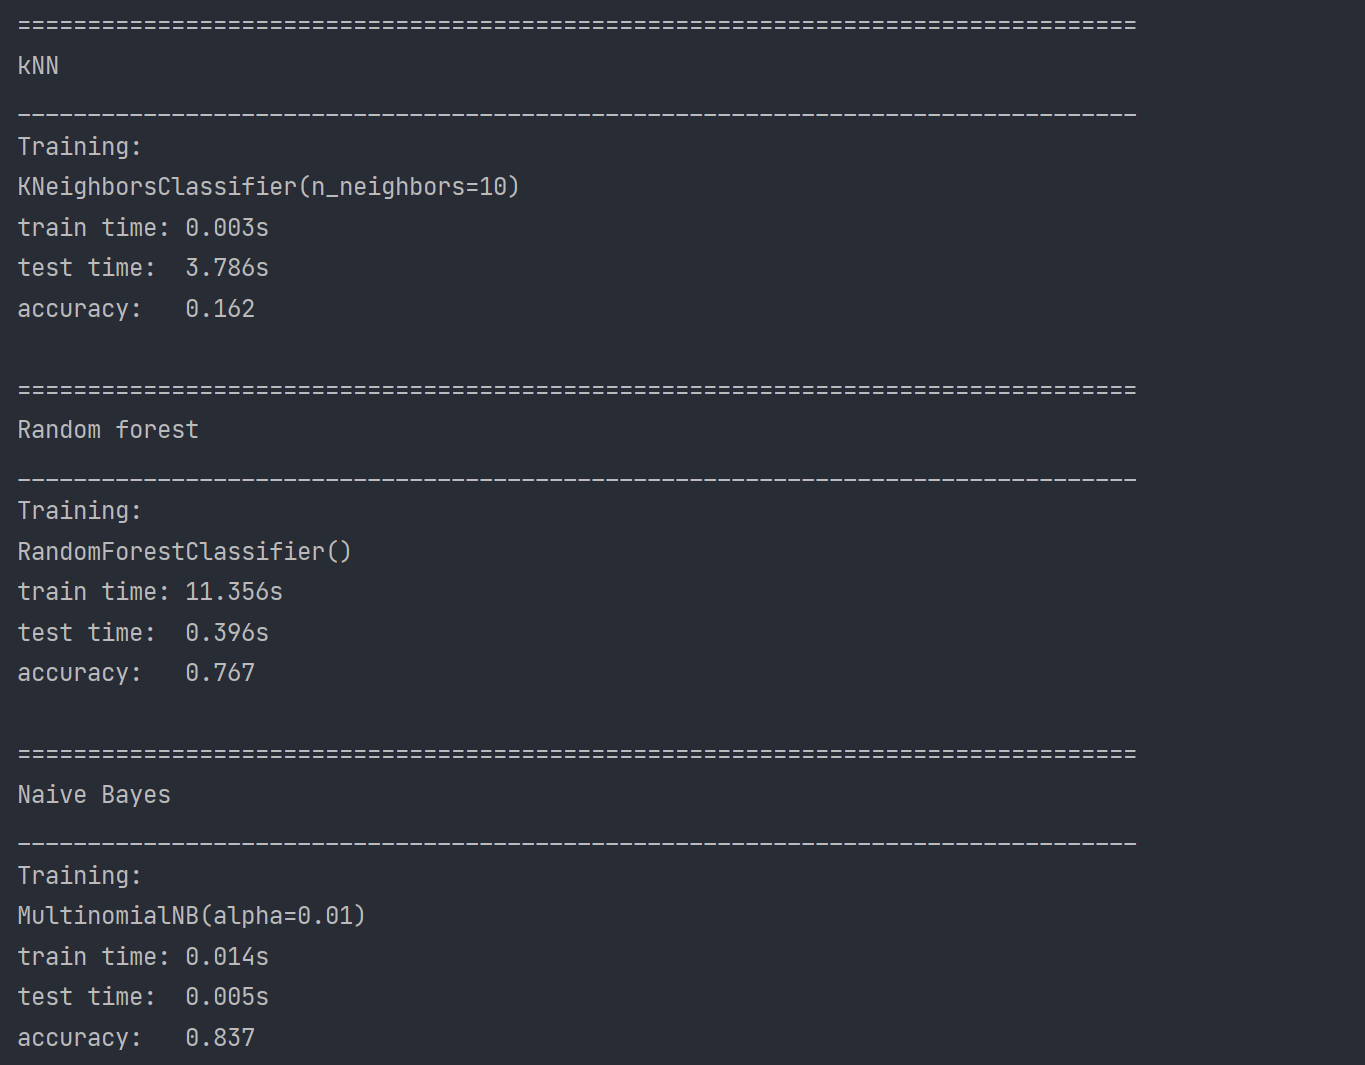 ================================================================================
kNN
________________________________________________________________________________
Training:
KNeighborsClassifier(n_neighbors=10)
train time: 0.003s
test time:  3.786s
accuracy:   0.162
================================================================================
Random forest
________________________________________________________________________________
Training:
RandomForestClassifier()
train time: 11.356s
test time:  0.396s
accuracy:   0.767
================================================================================
Naive Bayes
________________________________________________________________________________
Training:
MultinomialNB(alpha=0.01)
train time: 0.014s
test time:  0.005s
accuracy:   0.837